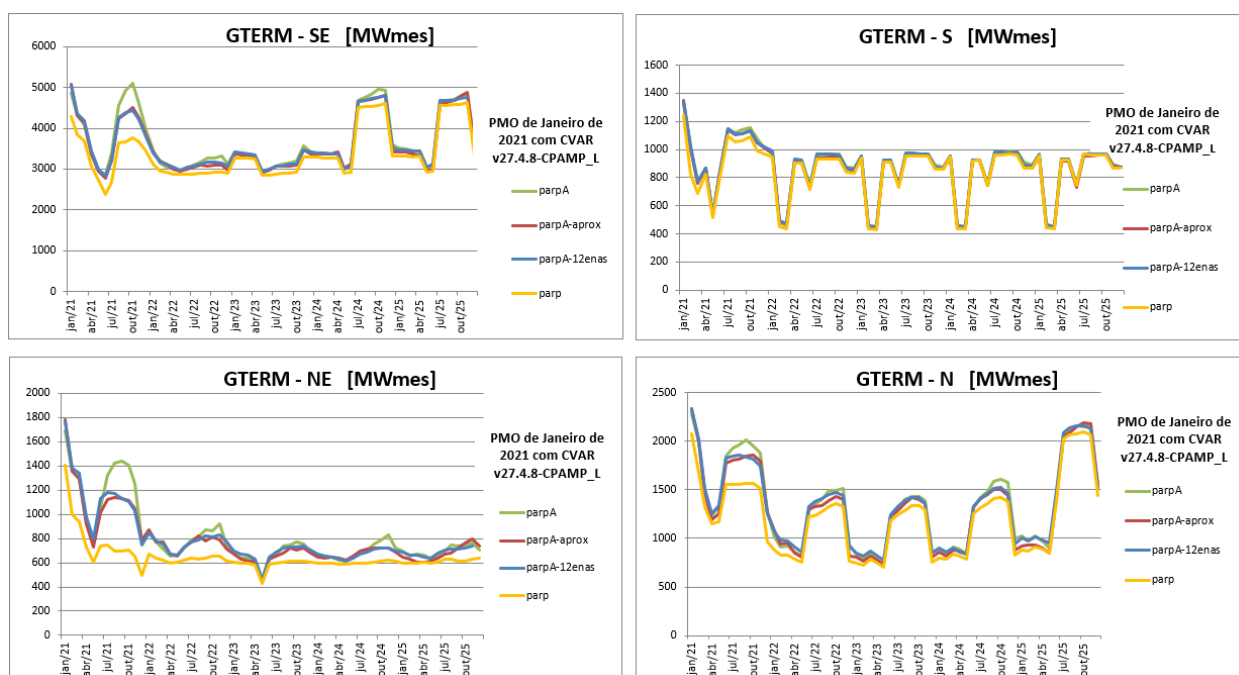 GTERM - SE [MWmes]
6000
5000
4000
3000
2000
1000
0
jan/21
abr/21
jul/21
out/21
jan/22
abr/22
jul/22
out/22
jan/23
abr/23
jul/23
out/23
jan/24
abr/24
jul/24
out/24
jan/25
abr/25
jul/25
out/25
PMO de Janeiro de
2021 com CVAR
v27.4.8-CPAMP_L
parpA
parpA-aprox
parpA-12enas
parp
GTERM - S [MWmes]
1600
1400
1200
1000
800
600
400
200
0
jan/21
abr/21
jul/21
out/21
jan/22
abr/22
jul/22
out/22
jan/23
abr/23
jul/23
out/23
jan/24
abr/24
jul/24
out/24
jan/25
abr/25
jul/25
out/25
PMO de Janeiro de
2021 com CVAR
v27.4.8-CPAMP_L
parpA
parpA-aprox
parpA-12enas
parp
GTERM - NE [MWmes]
2000
1800
1600
1400
1200
1000
800
600
400
200
0
jan/21
abr/21
jul/21
out/21
jan/22
abr/22
jul/22
out/22
jan/23
abr/23
jul/23
out/23
jan/24
abr/24
jul/24
out/24
jan/25
abr/25
jul/25
out/25
PMO de Janeiro de
2021 com CVAR
v27.4.8-CPAMP_L
parpA
parpA-aprox
parpA-12enas
parp
GTERM - N [MWmes]
2500
2000
1500
1000
500
0
jan/21
abr/21
jul/21
out/21
jan/22
abr/22
jul/22
out/22
jan/23
abr/23
jul/23
out/23
jan/24
abr/24
jul/24
out/24
jan/25
abr/25
jul/25
out/25
PMO de Janeiro de
2021 com CVAR
v27.4.8-CPAMP_L
parpA
parpA-aprox
parpA-12enas
parp